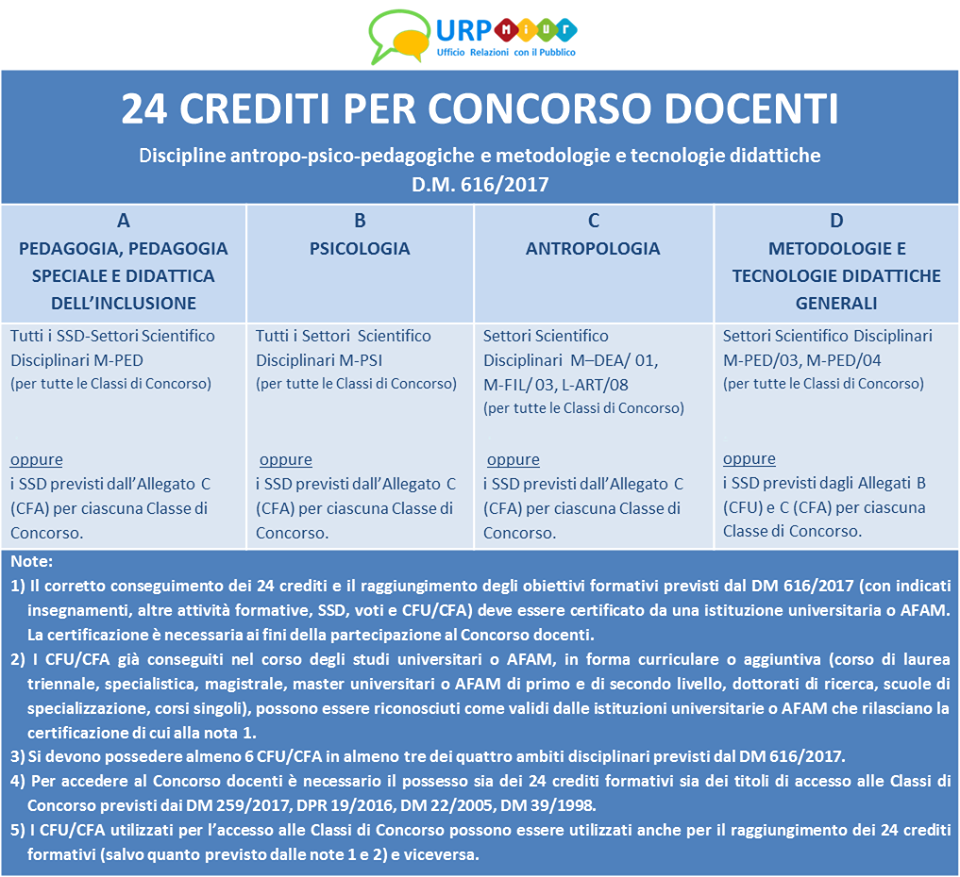 URP MIUR
Ufficio Relazioni con il Pubblico
24 CREDITI PER CONCORSO DOCENTI
Discipline antropo-psico-pedagogiche e metodologie e tecnologie didattiche
D.M. 616/2017
A
PEDAGOGIA, PEDAGOGIA
SPECIALE E DIDATTICA
DELL'INCLUSIONE
B
PSICOLOGIA
C
ANTROPOLOGIA
D
METODOLOGIE E
TECNOLOGIE DIDATTICHE
GENERALI
Tutti i SSD-Settori Scientifico
Disciplinari M-PED
(per tutte le Classi di Concorso)
oppure
i SSD previsti dall'Allegato C
(CFA) per ciascuna Classe di
Concorso.
Tutti i Settori Scientifico
Disciplinari M-PSI
(per tutte le Classi di Concorso)
oppure
i SSD previsti dall'Allegato C
(CFA) per ciascuna Classe di
Concorso.
Settori Scientifico
Disciplinari M–DEA/ 01,
M-FIL/ 03, L-ART/08
(per tutte le Classi di Concorso)
oppure
i SSD previsti dall'Allegato C
(CFA) per ciascuna Classe di
Concorso.
Settori Scientifico Disciplinari
M-PED/03, M-PED/04
(per tutte le Classi di Concorso)
oppure
i SSD previsti dagli Allegati B
(CFU) e C (CFA) per ciascuna
Classe di Concorso.
Note:
1) Il corretto conseguimento dei 24 crediti e il raggiungimento degli obiettivi formativi previsti dal DM 616/2017 (con indicati
insegnamenti, altre attività formative, SSD, voti e CFU/CFA) deve essere certificato da una istituzione universitaria o AFAM.
La certificazione è necessaria ai fini della partecipazione al Concorso docenti.
2) I CFU/CFA già conseguiti nel corso degli studi universitari o AFAM, in forma curriculare o aggiuntiva (corso di laurea
triennale, specialistica, magistrale, master universitari o AFAM di primo e di secondo livello, dottorati di ricerca, scuole di
specializzazione, corsi singoli), possono essere riconosciuti come validi dalle istituzioni universitarie o AFAM che rilasciano la
certificazione di cui alla nota 1.
3) Si devono possedere almeno 6 CFU/CFA in almeno tre dei quattro ambiti disciplinari previsti dal DM 616/2017.
4) Per accedere al Concorso docenti è necessario il possesso sia dei 24 crediti formativi sia dei titoli di accesso alle Classi di
Concorso previsti dai DM 259/2017, DPR 19/2016, DM 22/2005, DM 39/1998.
5) I CFU/CFA utilizzati per l'accesso alle Classi di Concorso possono essere utilizzati anche per il raggiungimento dei 24 crediti
formativi (salvo quanto previsto dalle note 1 e 2) e viceversa.